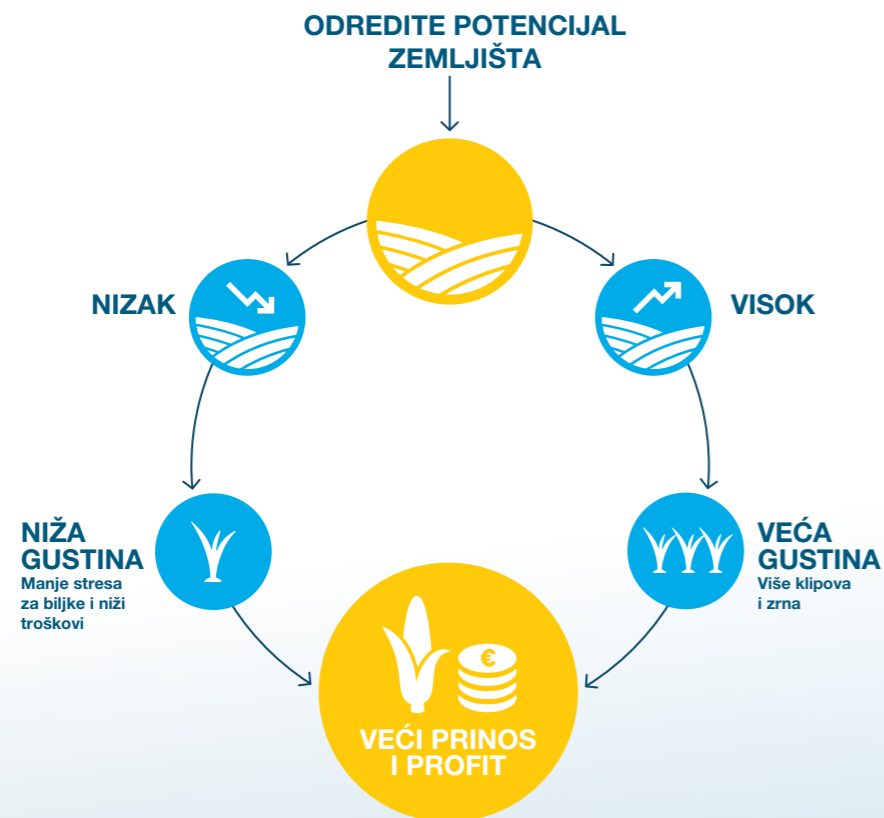 ODREDITE POTENCIJAL
ZEMLJIŠTA
NIZAK
VISOK
NIŽA
GUSTINA
Manje stresa
za biljke i niži
troškovi
VEĆA
GUSTINA
Više klipova
i zrna
€
VEĆI PRINOS
I PROFIT